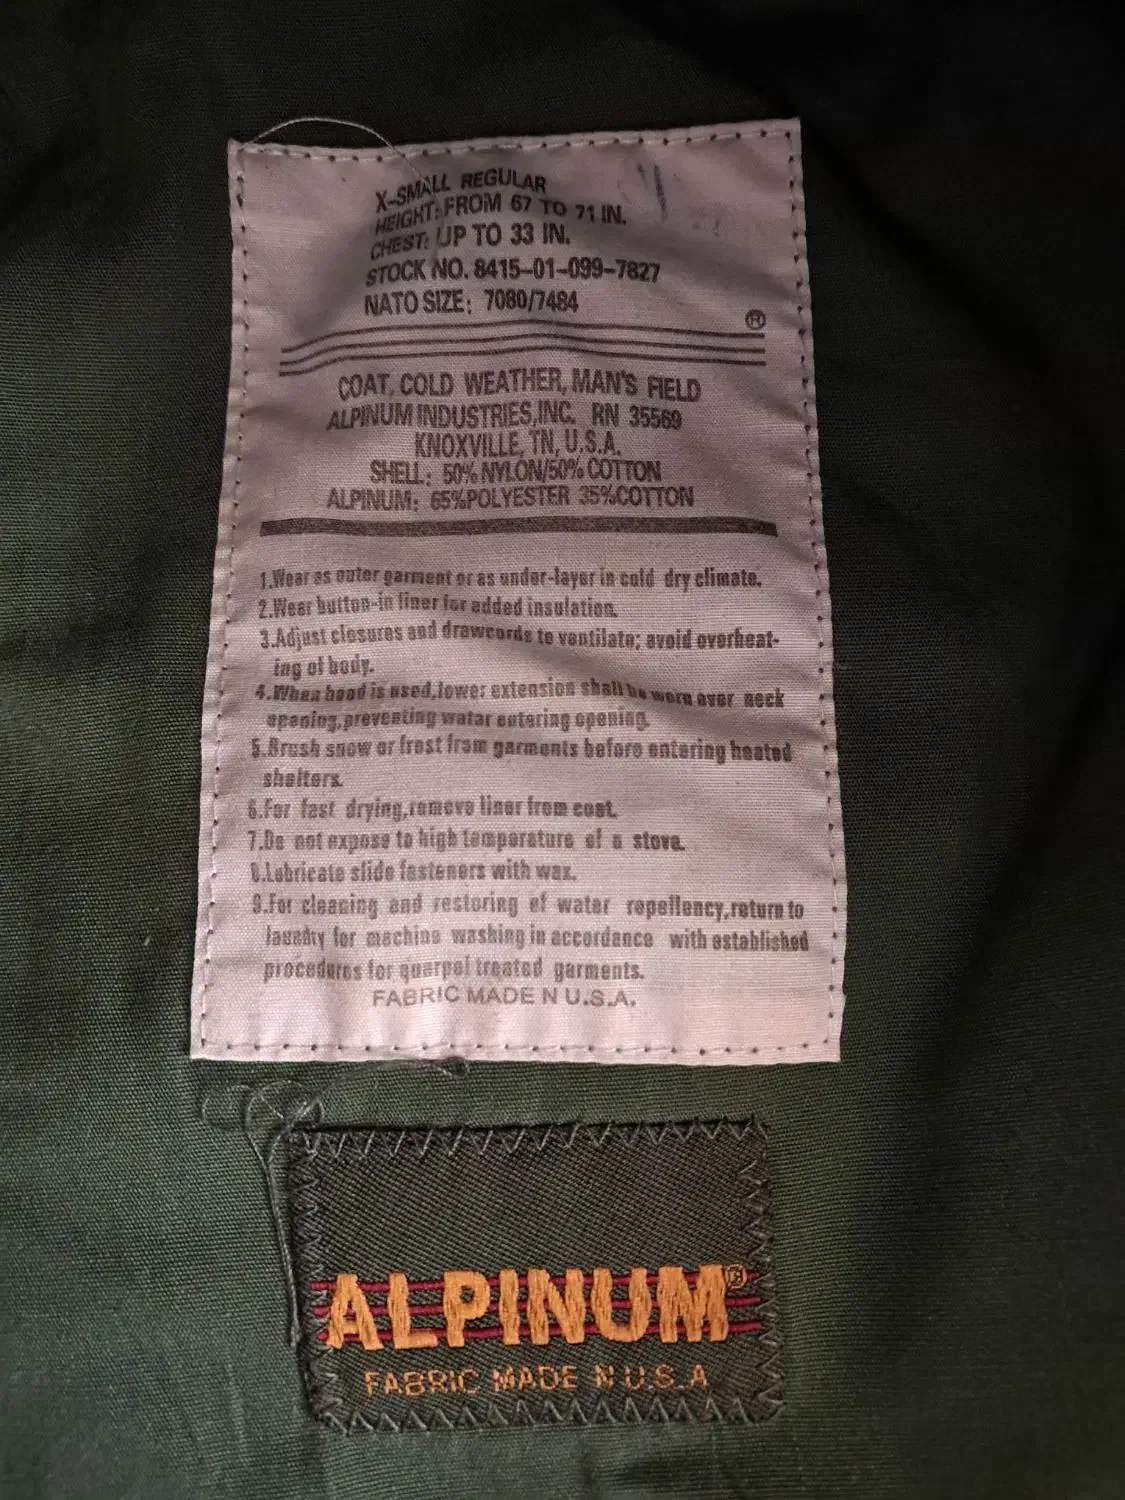 X-SMALL REGULAR
HEIGHT: FROM 67 TO 71 IN.
CHEST: UP TO 33 IN.
STOCK NO. 8415-01-099-7827
NATO SIZE: 7080/7484
®
COAT, COLD WEATHER, MAN'S FIELD
ALPINUM INDUSTRIES, INC. RN 35569
KNOXVILLE, TN, U.S.A.
SHELL: 50% NYLON/50% COTTON
ALPINUM: 65%POLYESTER 35%COTTON
1.Wear as outer garment or as under-layer in cold dry climate.
2.Wear button-in liner for added insulation.
3.Adjust closures and drawcords to ventilate; avoid overheat-
ing of body.
4.When hood is used, lower extension shall be worn over neck
opening, preventing watar entering opening.
5.Brush snow or frost from garments before entering heated
shelters.
6.For fast drying, remove liner from coat.
7.Do not expose to high temperature of a stove.
8.Lubricate slide fasteners with wax.
9.For cleaning and restoring of water repellency, return to
laundry for machine washing in accordance with established
procedures for quarpel treated garments.
FABRIC MADE N U.S.A.
ALPINUM®
FABRIC MADE N U.S.A